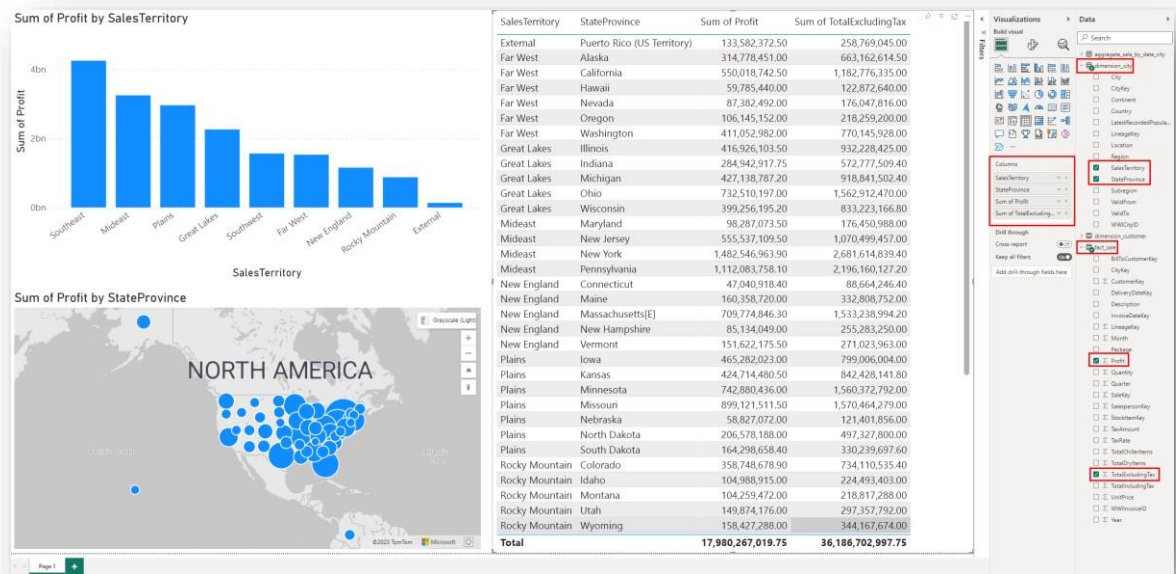 Sum of Profit by SalesTerritory
4bn
2bn
0bn
Sum of Profit
Southeast
Mideast
Plains
Great Lakes
Southwest
Far West
New England
Rocky Mountain
External
SalesTerritory
Sum of Profit by StateProvince
Grayscale (Light)
NORTH AMERICA
©2023 TomTom Microsoft
SalesTerritory StateProvince Sum of Profit Sum of TotalExcludingTax
External Puerto Rico (US Territory) 133,582,372.50 258,769,045.00
Far West Alaska 314,778,451.00 663,162,614.50
Far West California 550,018,742.50 1,182,776,335.00
Far West Hawaii 59,785,440.00 122,872,640.00
Far West Nevada 87,382,492.00 176,047,816.00
Far West Oregon 106,145,152.00 218,259,200.00
Far West Washington 411,052,982.00 770,145,928.00
Great Lakes Illinois 416,926,103.50 932,228,425.00
Great Lakes Indiana 284,942,917.75 572,777,509.40
Great Lakes Michigan 427,138,787.20 918,841,502.40
Great Lakes Ohio 732,510,197.00 1,562,912,470.00
Great Lakes Wisconsin 399,256,195.20 833,223,166.80
Mideast Maryland 98,287,073.50 176,450,988.00
Mideast New Jersey 555,537,109.50 1,070,499,457.00
Mideast New York 1,482,546,963.90 2,681,614,839.40
Mideast Pennsylvania 1,112,083,758.10 2,196,160,127.20
New England Connecticut 47,040,918.40 88,664,246.40
New England Maine 160,358,720.00 332,808,752.00
New England Massachusetts[E] 709,774,846.30 1,533,238,994.20
New England New Hampshire 85,134,049.00 255,283,250.00
New England Vermont 151,622,175.50 271,023,963.00
Plains Iowa 465,282,023.00 799,006,004.00
Plains Kansas 424,714,480.50 842,428,141.80
Plains Minnesota 742,880,436.00 1,560,372,792.00
Plains Missouri 899,121,511.50 1,570,464,279.00
Plains Nebraska 58,827,072.00 121,401,856.00
Plains North Dakota 206,578,188.00 497,327,800.00
Plains South Dakota 164,298,658.40 330,239,697.60
Rocky Mountain Colorado 358,748,678.90 734,110,535.40
Rocky Mountain Idaho 104,988,915.00 224,493,403.00
Rocky Mountain Montana 104,259,472.00 218,817,288.00
Rocky Mountain Utah 149,874,176.00 297,357,792.00
Rocky Mountain Wyoming 158,427,288.00 344,167,674.00
Total 17,980,267,019.75 36,186,702,997.75
Filters
Visualizations
Build visual
Columns
SalesTerritory
StateProvince
Sum of Profit
Sum of TotalExcluding...
Drill through
Cross-report
Off
Keep all filters
On
Add drill-through fields here
Data
Search
aggregate_sale_by_date_city
dimension_city
City
CityKey
Continent
Country
LatestRecordedPopula...
LineageKey
Location
Region
SalesTerritory
StateProvince
Subregion
ValidFrom
ValidTo
WWICityID
dimension_customer
fact_sale
BillToCustomerKey
CityKey
CustomerKey
DeliveryDateKey
Description
InvoiceDateKey
LineageKey
Month
Package
Profit
Quantity
Quarter
SaleKey
SalespersonKey
StockItemKey
TaxAmount
TaxRate
TotalChillerItems
TotalDryItems
TotalExcludingTax
TotalIncludingTax
UnitPrice
WWIInvoiceID
Year
Page 1